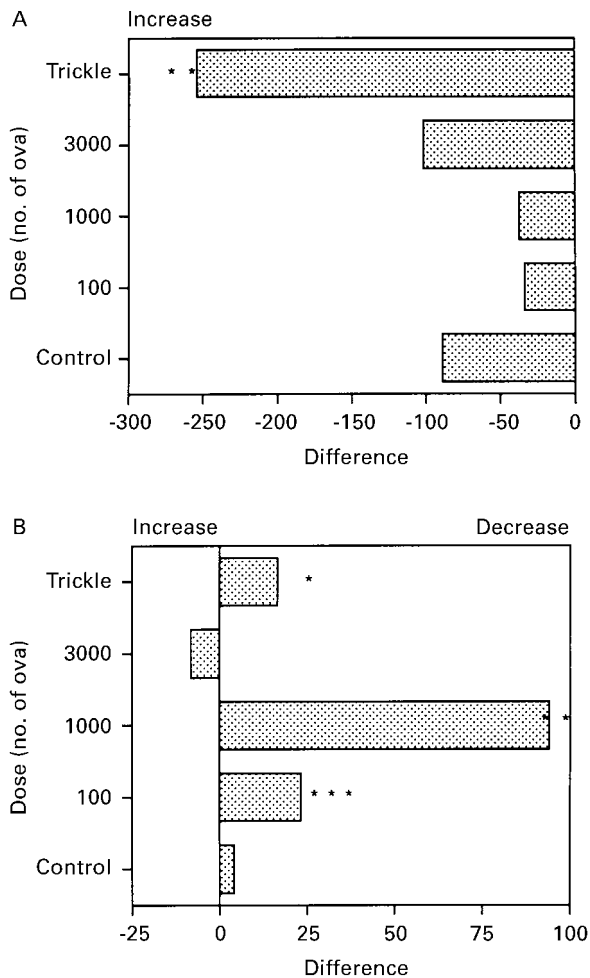 A
Increase
Dose (no. of ova)
Trickle
* *
3000
1000
100
Control
-300 -250 -200 -150 -100 -50 0
Difference
B
Increase Decrease
Dose (no. of ova)
Trickle
*
3000
1000
* *
100
* * *
Control
-25 0 25 50 75 100
Difference